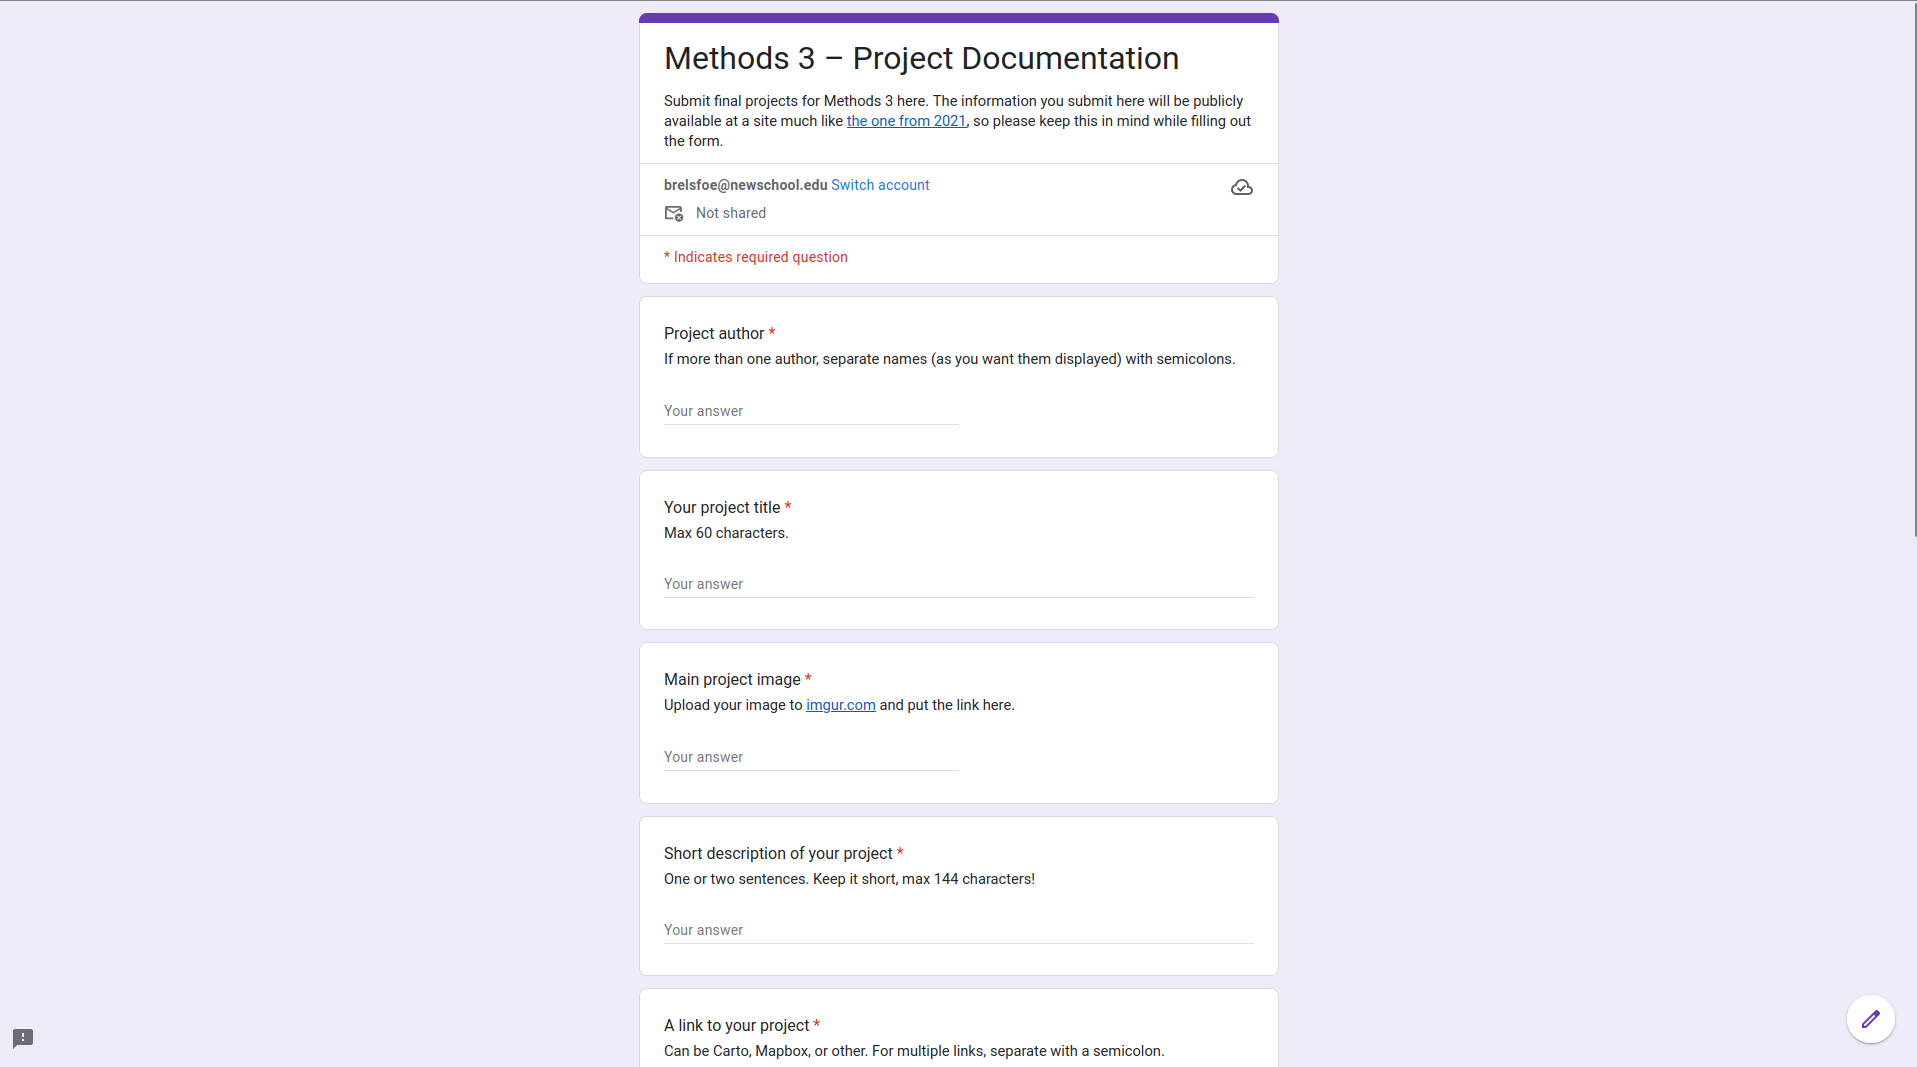 Methods 3 – Project Documentation
Submit final projects for Methods 3 here. The information you submit here will be publicly
available at a site much like the one from 2021, so please keep this in mind while filling out
the form.
brelsfoe@newschool.edu Switch account
Not shared
* Indicates required question
Project author *
If more than one author, separate names (as you want them displayed) with semicolons.
Your answer
Your project title *
Max 60 characters.
Your answer
Main project image *
Upload your image to imgur.com and put the link here.
Your answer
Short description of your project *
One or two sentences. Keep it short, max 144 characters!
Your answer
A link to your project *
Can be Carto, Mapbox, or other. For multiple links, separate with a semicolon.